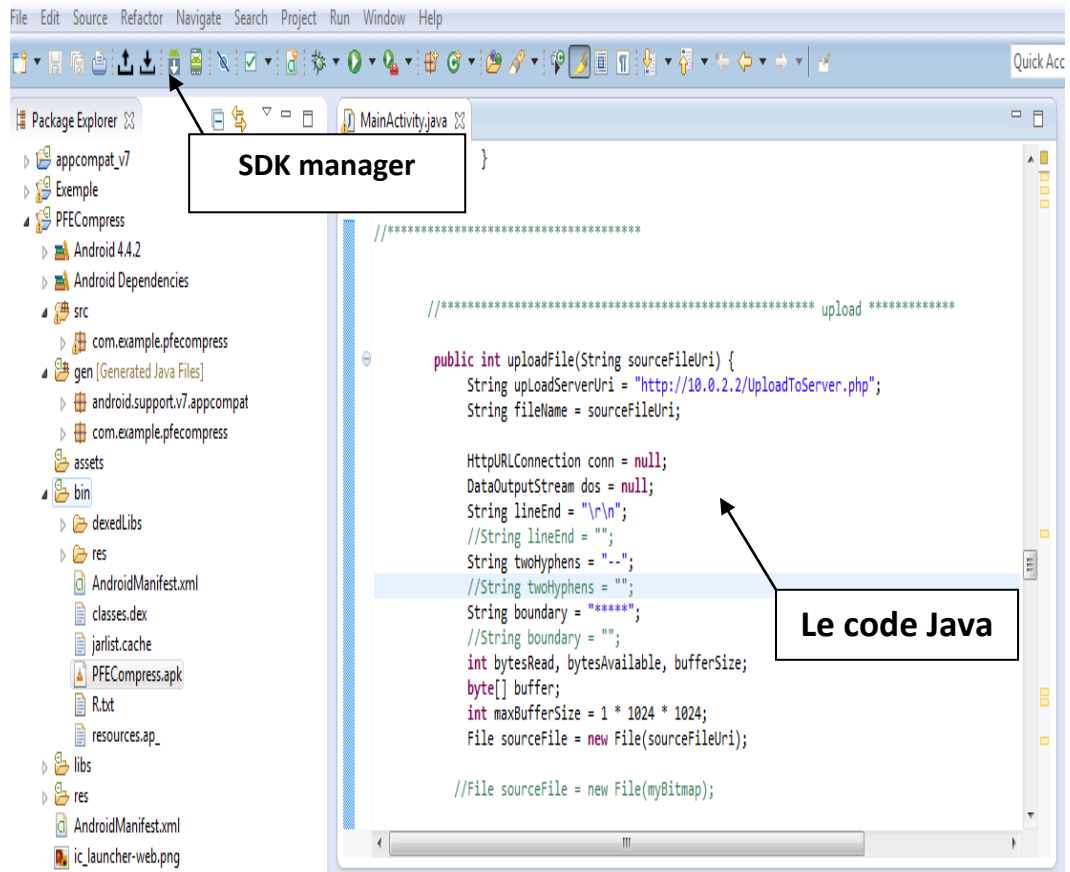 File Edit Source Refactor Navigate Search Project Run Window Help
Quick Acc
Package Explorer
MainActivity.java
SDK manager
appcompat_v7
Exemple
PFECompress
Android 4.4.2
Android Dependencies
src
com.example.pfecompress
gen [Generated Java Files]
android.support.v7.appcompat
com.example.pfecompress
assets
bin
dexedLibs
res
AndroidManifest.xml
classes.dex
jarlist.cache
PFECompress.apk
R.txt
resources.ap_
libs
res
AndroidManifest.xml
ic_launcher-web.png
}
//**************************************
//******************************************************** upload *************
public int uploadFile(String sourceFileUri) {
String upLoadServerUri = "http://10.0.2.2/UploadToServer.php";
String fileName = sourceFileUri;
HttpURLConnection conn = null;
DataOutputStream dos = null;
String lineEnd = "\r\n";
//String lineEnd = "";
String twoHyphens = "--";
//String twoHyphens = "";
String boundary = "*****";
//String boundary = "";
int bytesRead, bytesAvailable, bufferSize;
byte[] buffer;
int maxBufferSize = 1 * 1024 * 1024;
File sourceFile = new File(sourceFileUri);
//File sourceFile = new File(myBitmap);
Le code Java